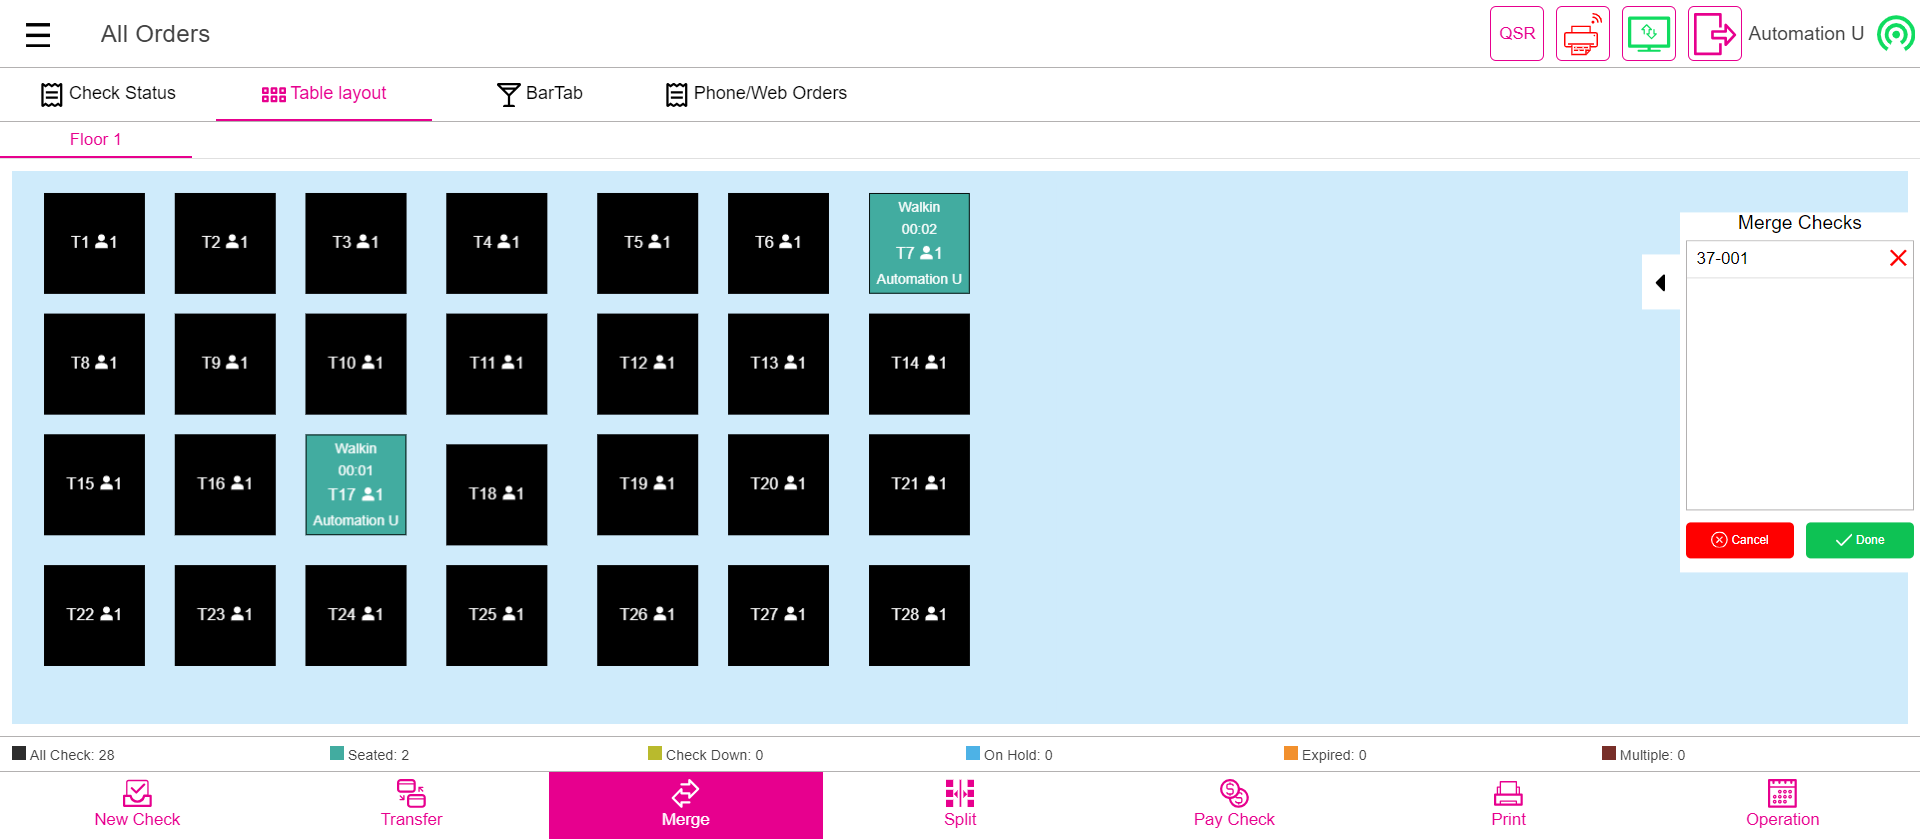 All Orders
QSR
Automation U
Check Status
Table layout
BarTab
Phone/Web Orders
Floor 1
T1 1
T2 1
T3 1
T4 1
T5 1
T6 1
Walkin
00:02
T7 1
Automation U
T8 1
T9 1
T10 1
T11 1
T12 1
T13 1
T14 1
T15 1
T16 1
Walkin
00:01
T17 1
Automation U
T18 1
T19 1
T20 1
T21 1
T22 1
T23 1
T24 1
T25 1
T26 1
T27 1
T28 1
Merge Checks
37-001
Cancel
Done
All Check: 28
Seated: 2
Check Down: 0
On Hold: 0
Expired: 0
Multiple: 0
New Check
Transfer
Merge
Split
Pay Check
Print
Operation